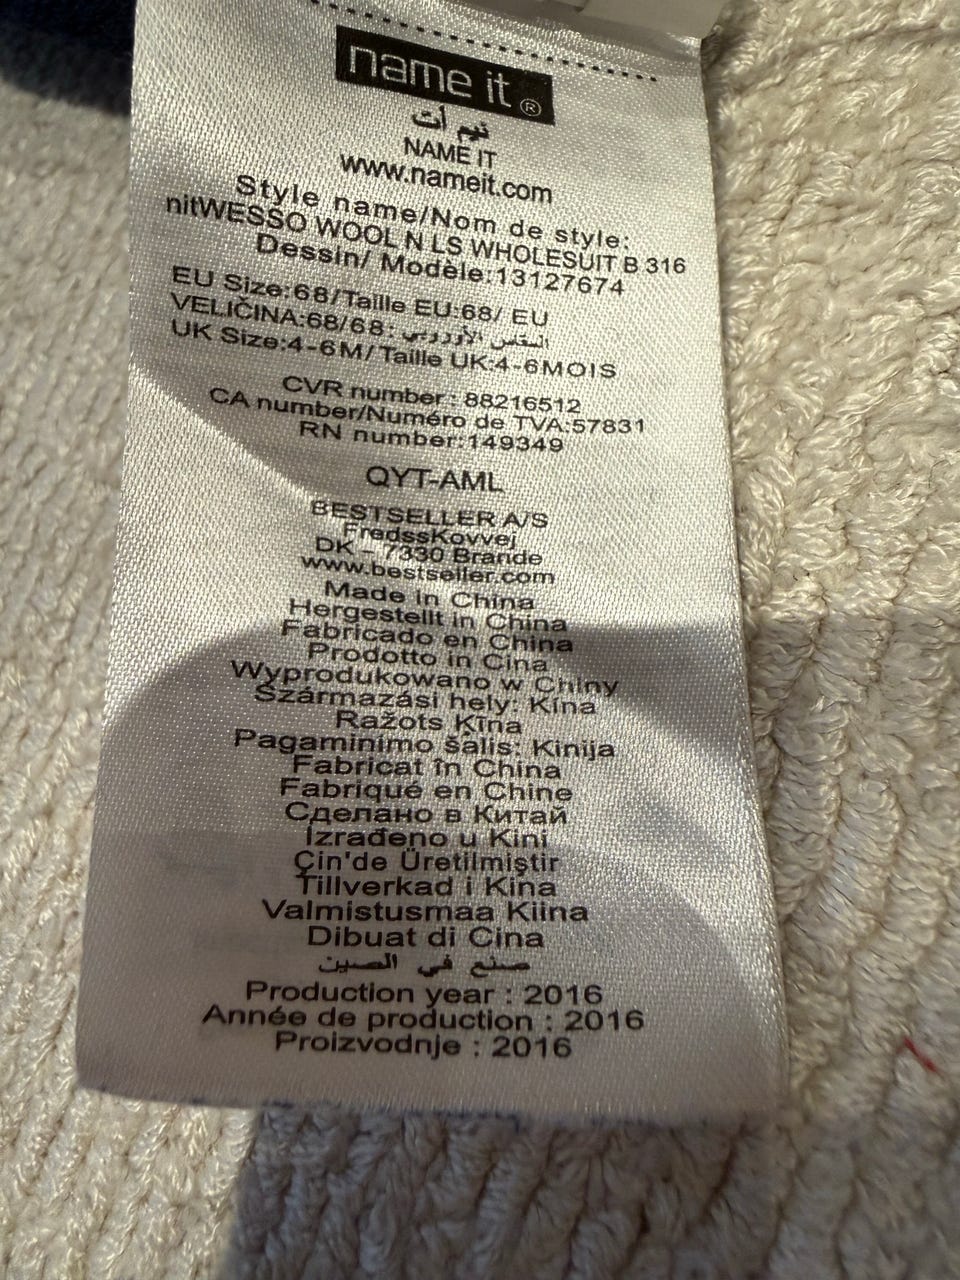 name it ®
نيم ات
NAME IT
www.nameit.com
Style name/Nom de style:
nitWESSO WOOL N LS WHOLESUIT B 316
Dessin/ Modèle:13127674
EU Size:68/Taille EU:68/ EU
VELIČINA:68/68: المقاس الأوروبي
UK Size:4-6M/ Taille UK:4-6MOIS
CVR number : 88216512
CA number/Numéro de TVA:57831
RN number:149349
QYT-AML
BESTSELLER A/S
FredssKovvej
DK – 7330 Brande
www.bestseller.com
Made in China
Hergestellt in China
Fabricado en China
Prodotto in Cina
Wyprodukowano w Chiny
Származási hely: Kína
Ražots Ķīna
Pagaminimo šalis: Kinija
Fabricat în China
Fabriqué en Chine
Сделано в Китай
Izrađeno u Kini
Çin'de Üretilmiştir
Tillverkad i Kina
Valmistusmaa Kiina
Dibuat di Cina
صنع في الصين
Production year : 2016
Année de production : 2016
Proizvodnje : 2016